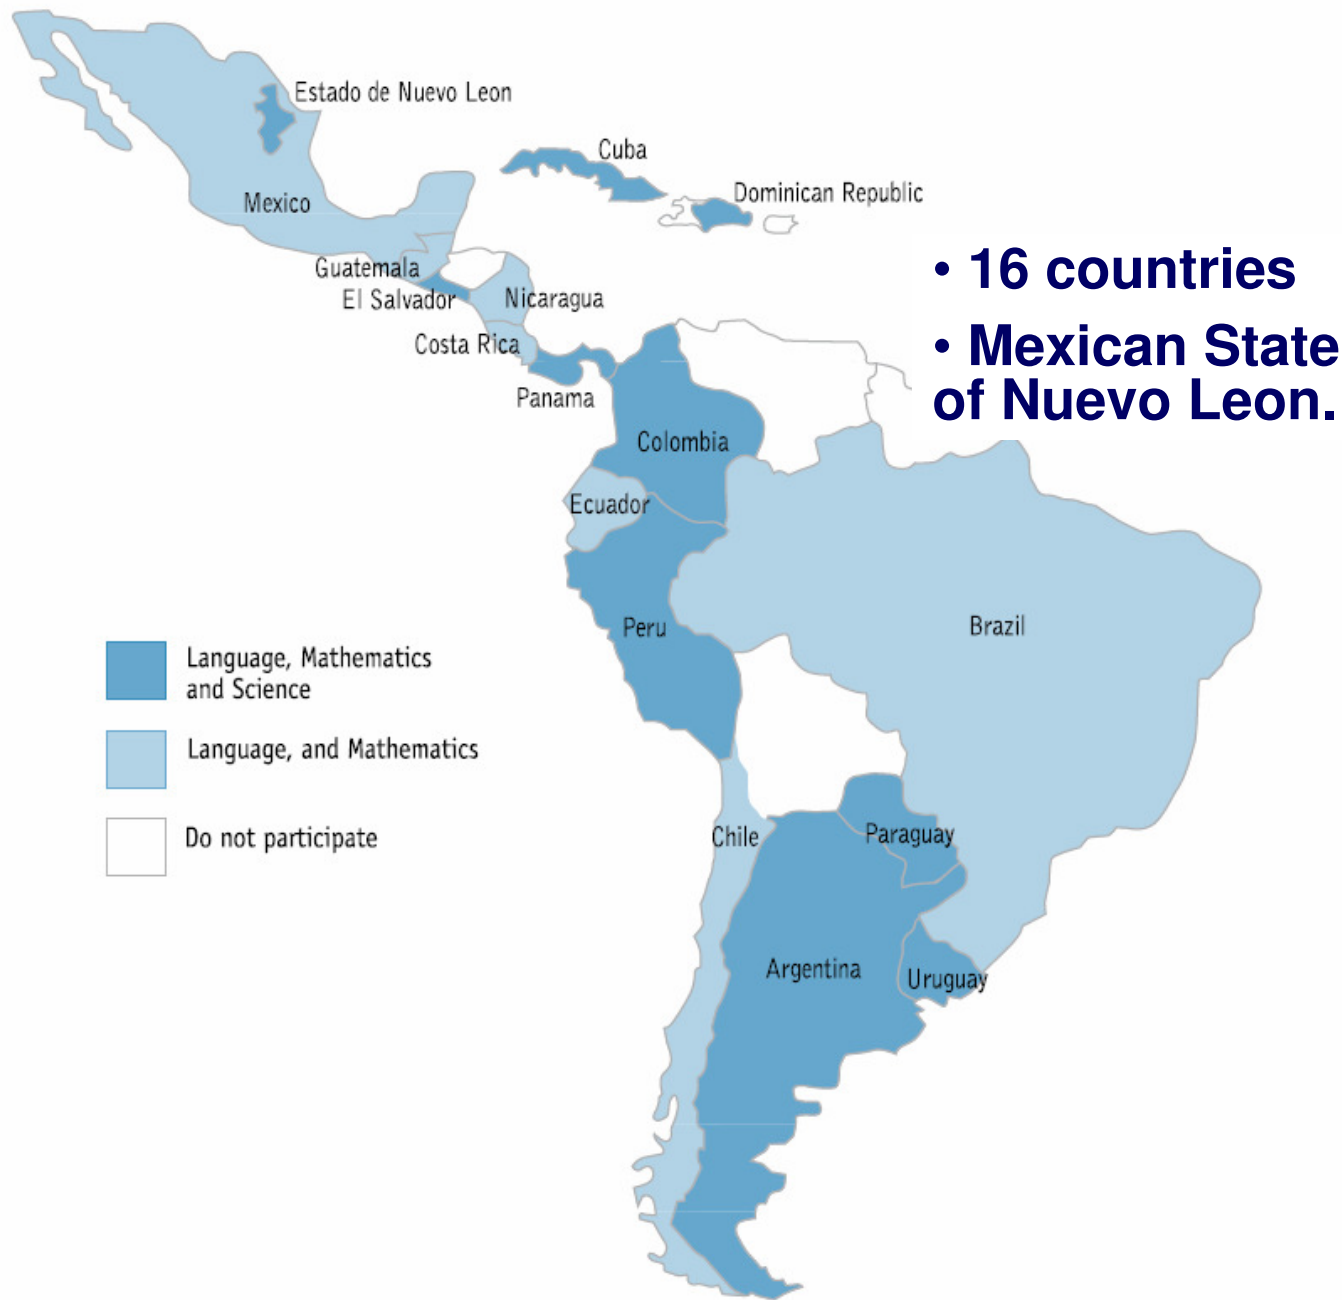 Estado de Nuevo Leon
Cuba
Dominican Republic
Mexico
• 16 countries
Guatemala
El Salvador
Nicaragua
• Mexican State
of Nuevo Leon.
Costa Rica
Panama
Colombia
Ecuador
Peru
Brazil
Language, Mathematics
and Science
Language, and Mathematics
Do not participate
Chile
Paraguay
Argentina
Uruguay